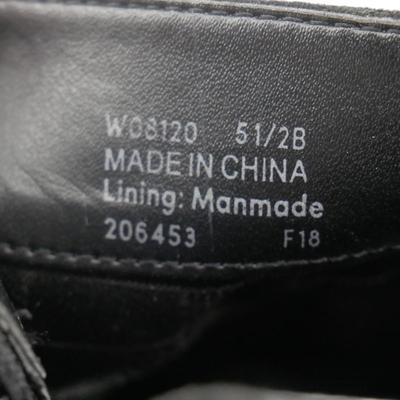 W08120 51/2B
MADE IN CHINA
Lining: Manmade
206453 F18